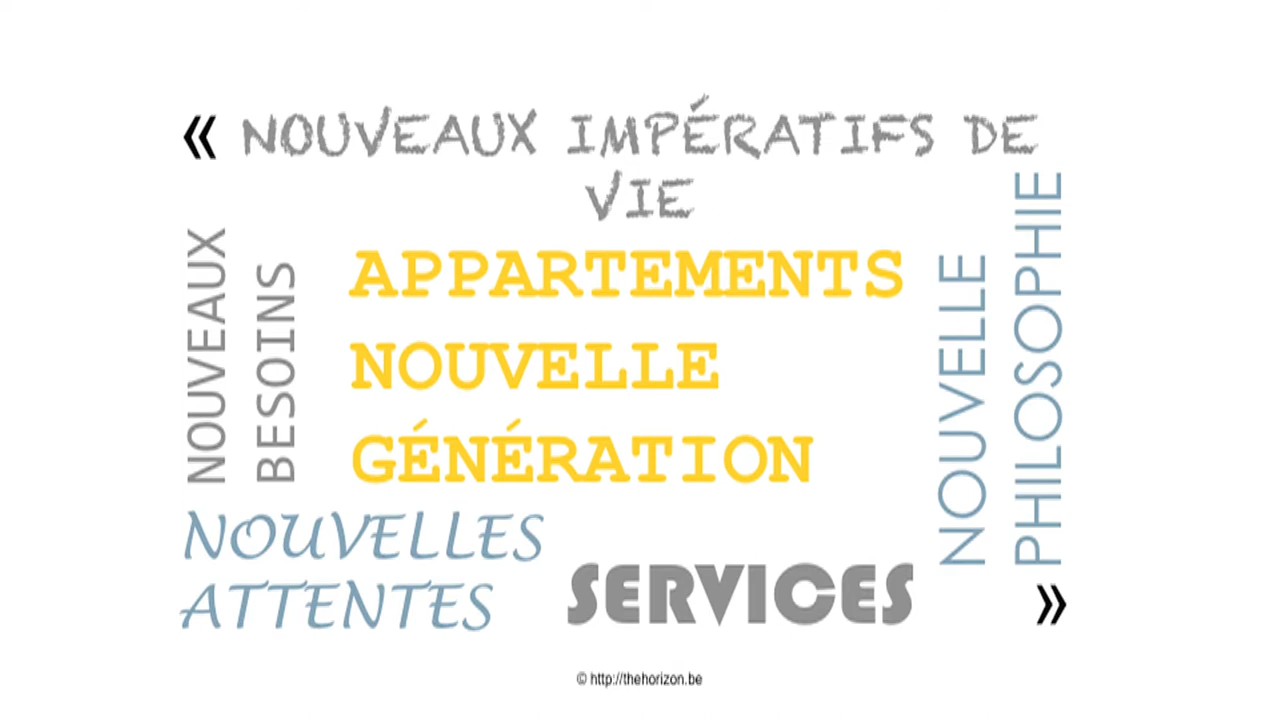 « NOUVEAUX IMPÉRATIFS DE
VIE
NOUVEAUX
BESOINS
APPARTEMENTS
NOUVELLE
GÉNÉRATION
NOUVELLE
PHILOSOPHIE
NOUVELLES
ATTENTES
SERVICES
»
© http://thehorizon.be